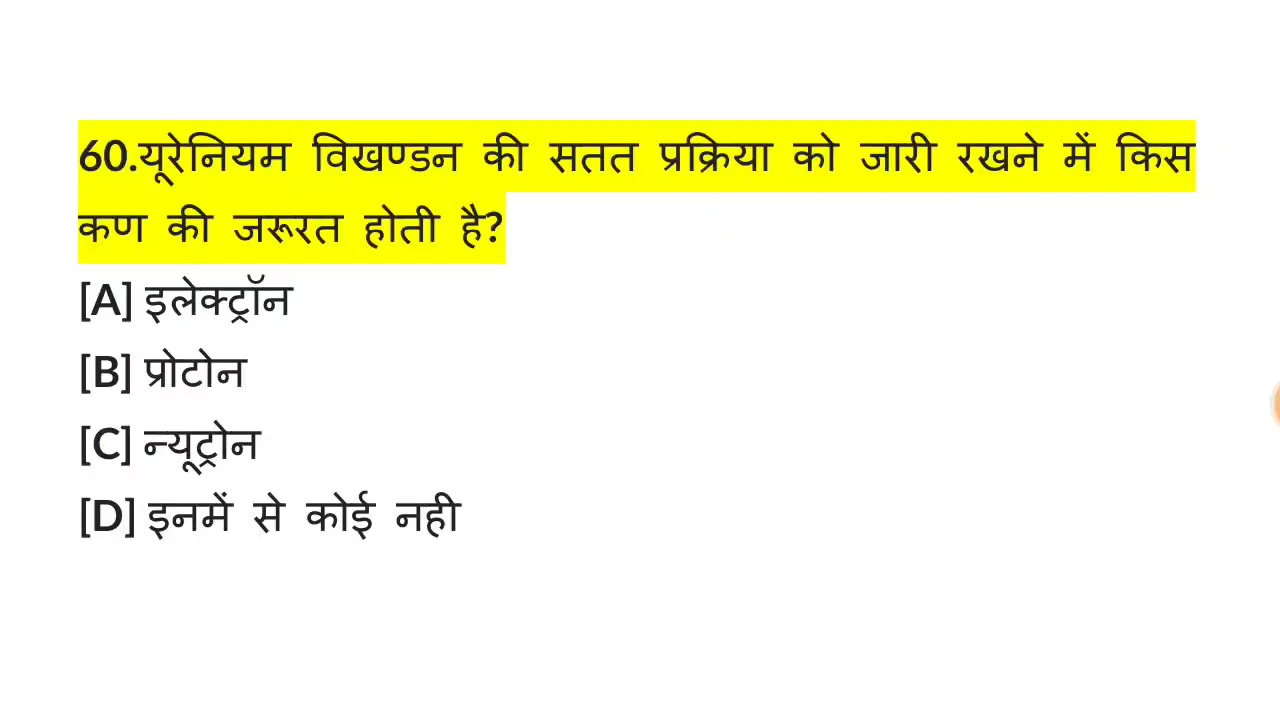 60.यूरेनियम विखण्डन की सतत प्रक्रिया को जारी रखने में किस
कण की जरूरत होती है?
[A] इलेक्ट्रॉन
[B] प्रोटोन
[C] न्यूट्रोन
[D] इनमें से कोई नही